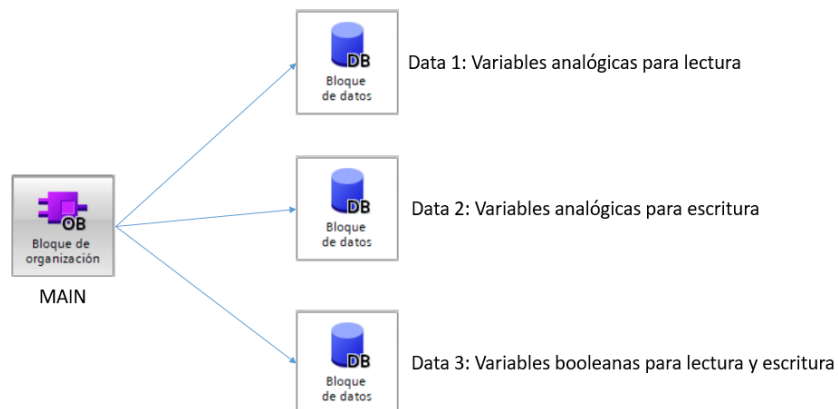 DB
Bloque
de datos
Data 1: Variables analógicas para lectura
DB
Bloque
de datos
Data 2: Variables analógicas para escritura
OB
Bloque de
organización
MAIN
DB
Bloque
de datos
Data 3: Variables booleanas para lectura y escritura